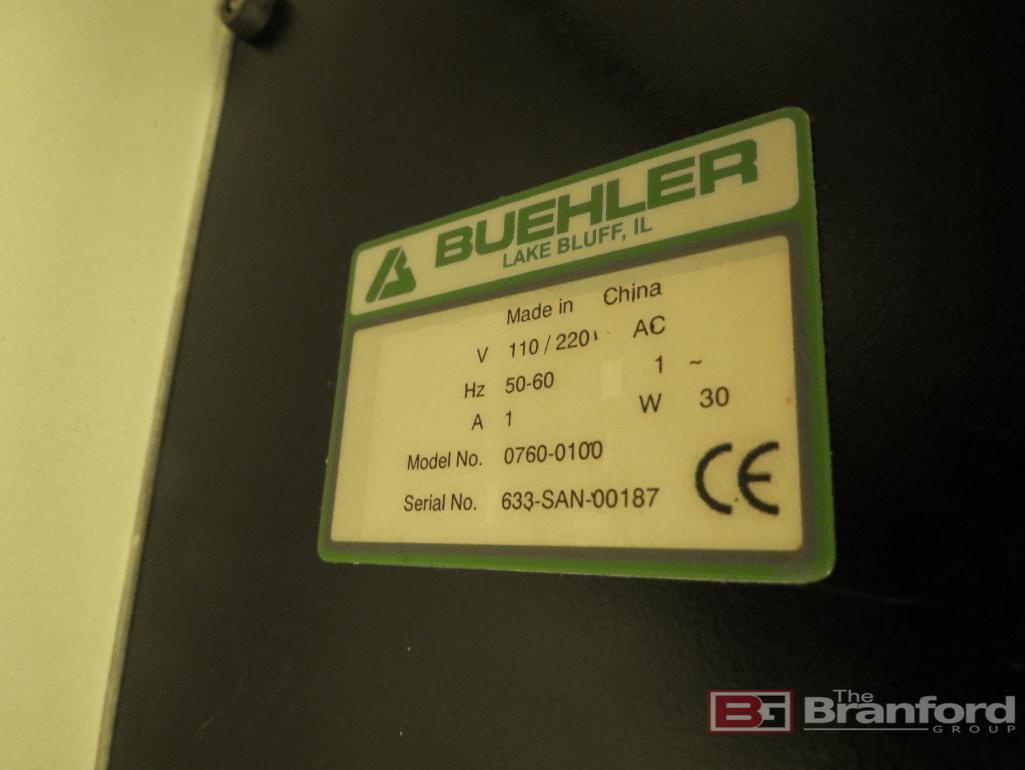 BUEHLER
LAKE BLUFF, IL
Made in China
V 110 / 220 AC
Hz 50-60 1 ~
A 1 W 30
Model No. 0760-0100
Serial No. 633-SAN-00187
CE
BG The Branford GROUP